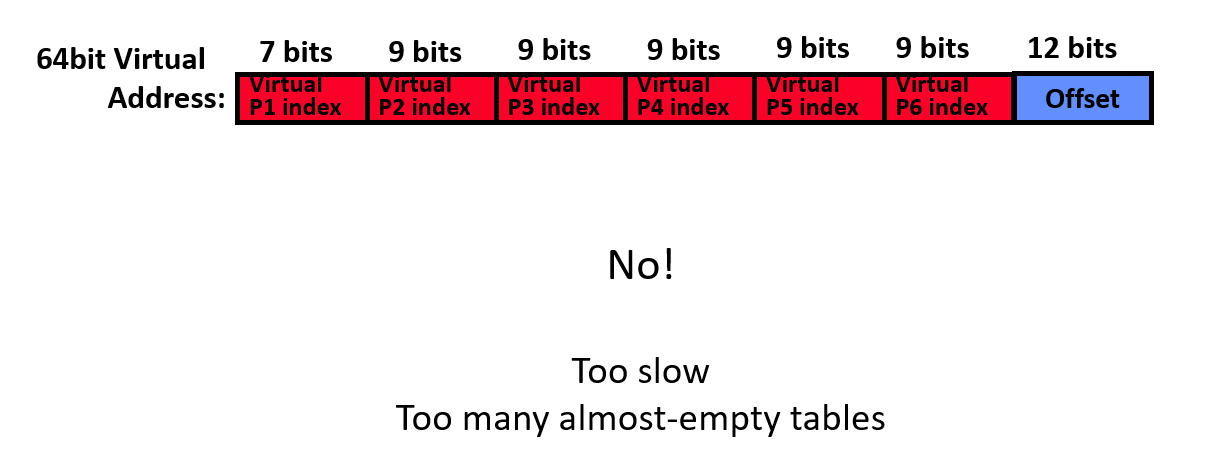 64bit Virtual Address:
7 bits 9 bits 9 bits 9 bits 9 bits 9 bits 12 bits
Virtual P1 index
Virtual P2 index
Virtual P3 index
Virtual P4 index
Virtual P5 index
Virtual P6 index
Offset
No!
Too slow
Too many almost-empty tables